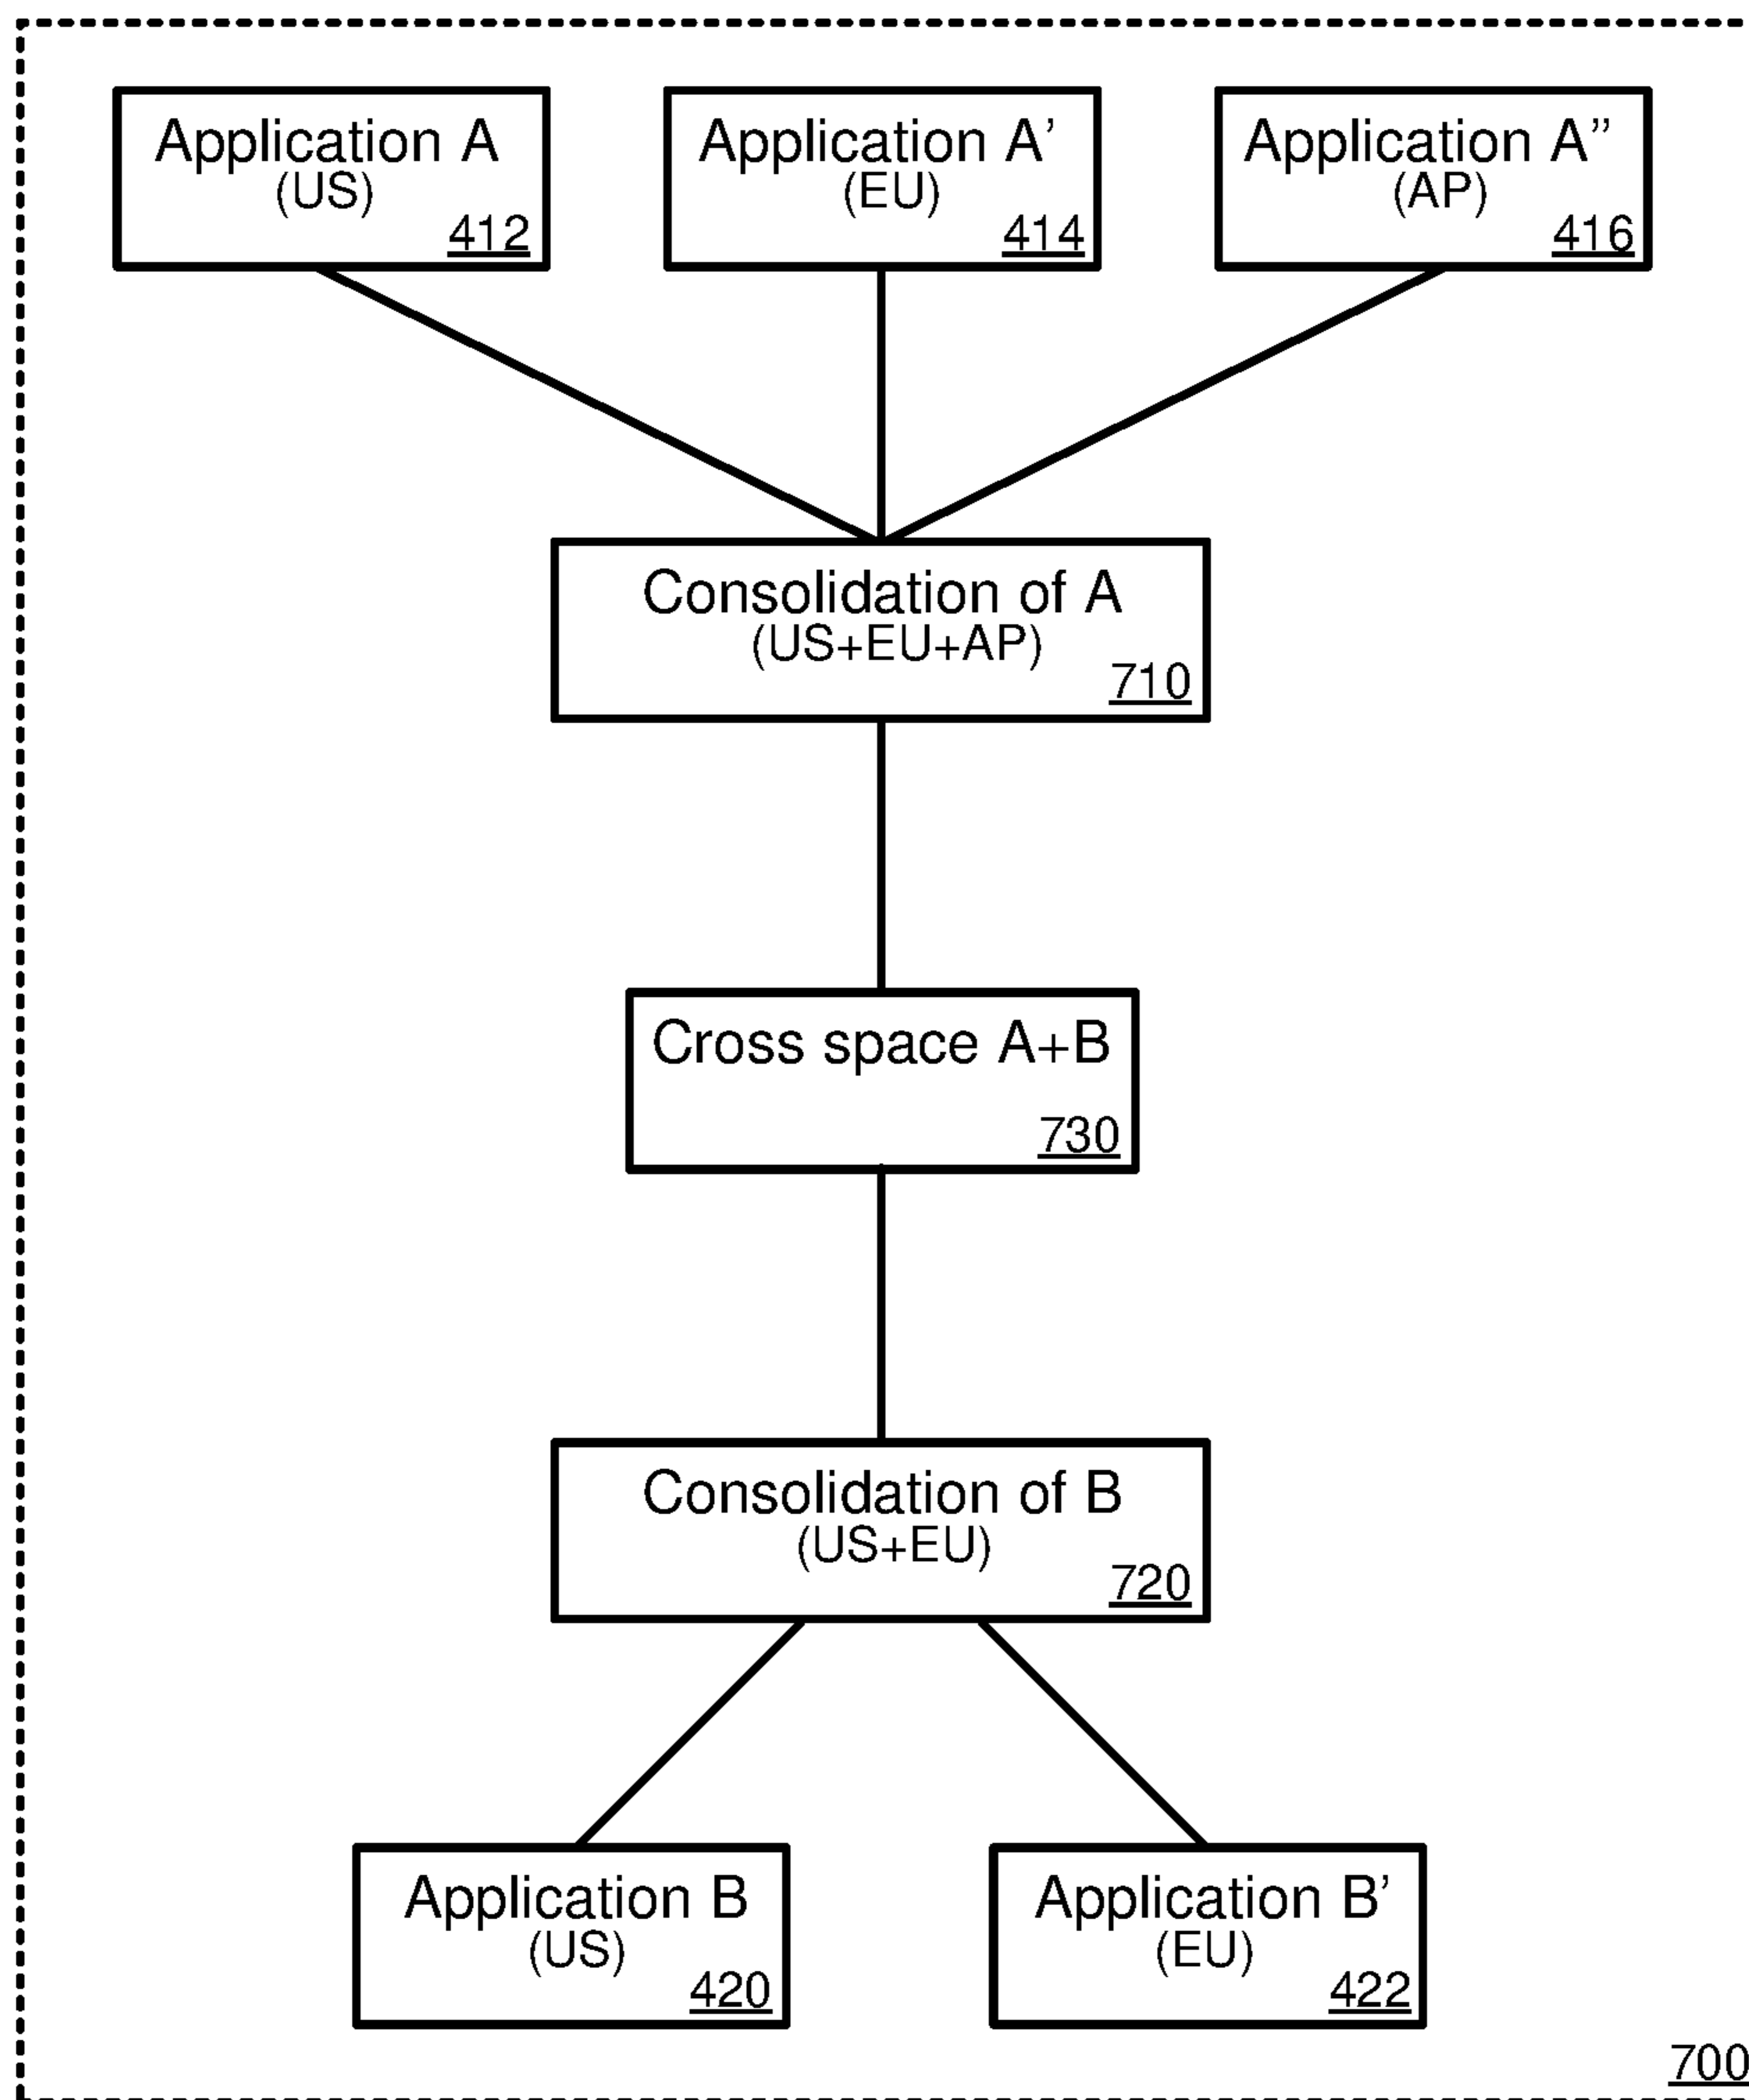 Application A
(US)
412
Application A’
(EU)
414
Application A’’
(AP)
416
Consolidation of A
(US+EU+AP)
710
Cross space A+B
730
Consolidation of B
(US+EU)
720
Application B
(US)
420
Application B’
(EU)
422
700